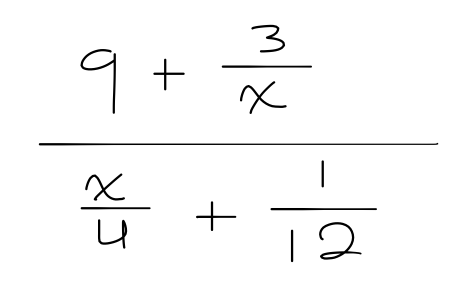 9 + 3/x
x/4 + 1/12